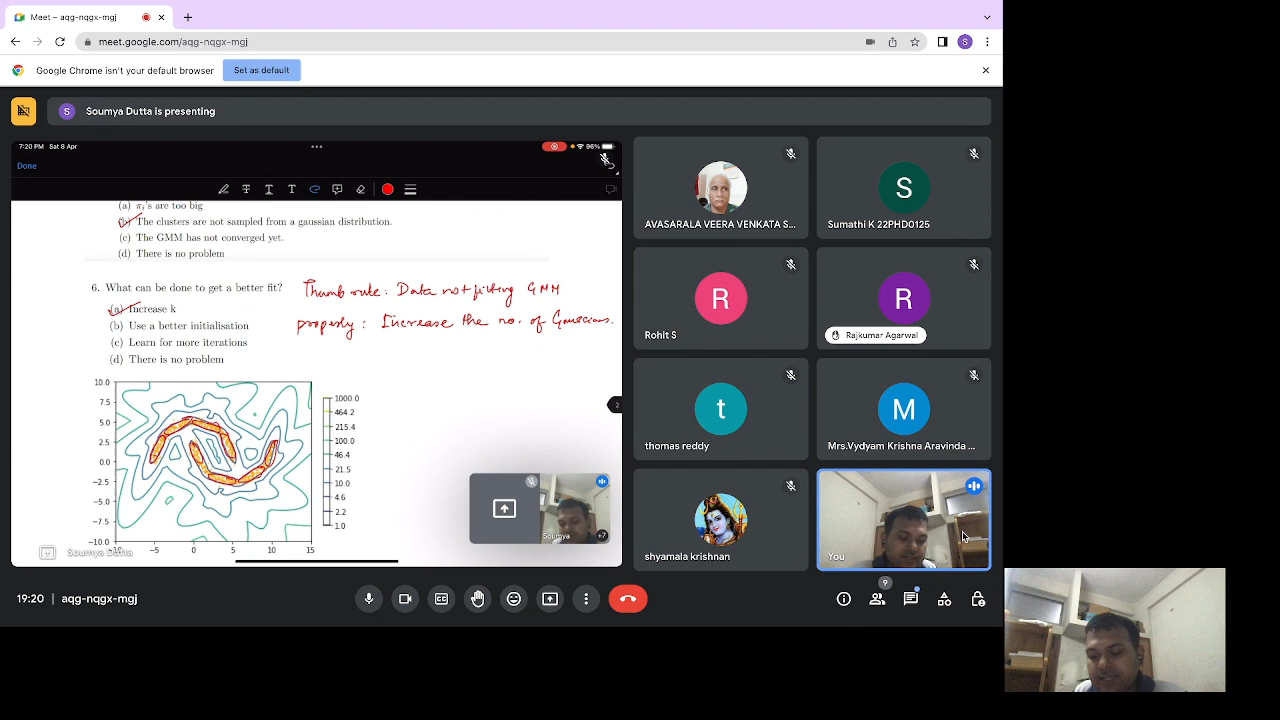 Meet – aqg-nqgx-mgj
meet.google.com/aqg-nqgx-mgj
S
Google Chrome isn't your default browser
Set as default
S
Soumya Dutta is presenting
7:20 PM Sat 8 Apr
96%
Done
(a) πi's are too big
(b) The clusters are not sampled from a gaussian distribution.
(c) The GMM has not converged yet.
(d) There is no problem
6. What can be done to get a better fit?
Thumb rule: Data not fitting GMM
properly: Increase the no. of Gaussians.
(a) Increase k
(b) Use a better initialisation
(c) Learn for more iterations
(d) There is no problem
10.0
7.5
5.0
2.5
0.0
−2.5
−5.0
−7.5
−10.0
−5
0
5
10
15
1000.0
464.2
215.4
100.0
46.4
21.5
10.0
4.6
2.2
1.0
2
Soumya
+7
Soumya Dutta
AVASARALA VEERA VENKATA S...
S
Sumathi K 22PHD0125
R
Rohit S
R
Rajkumar Agarwal
t
thomas reddy
M
Mrs.Vydyam Krishna Aravinda ...
shyamala krishnan
You
19:20 | aqg-nqgx-mgj
9